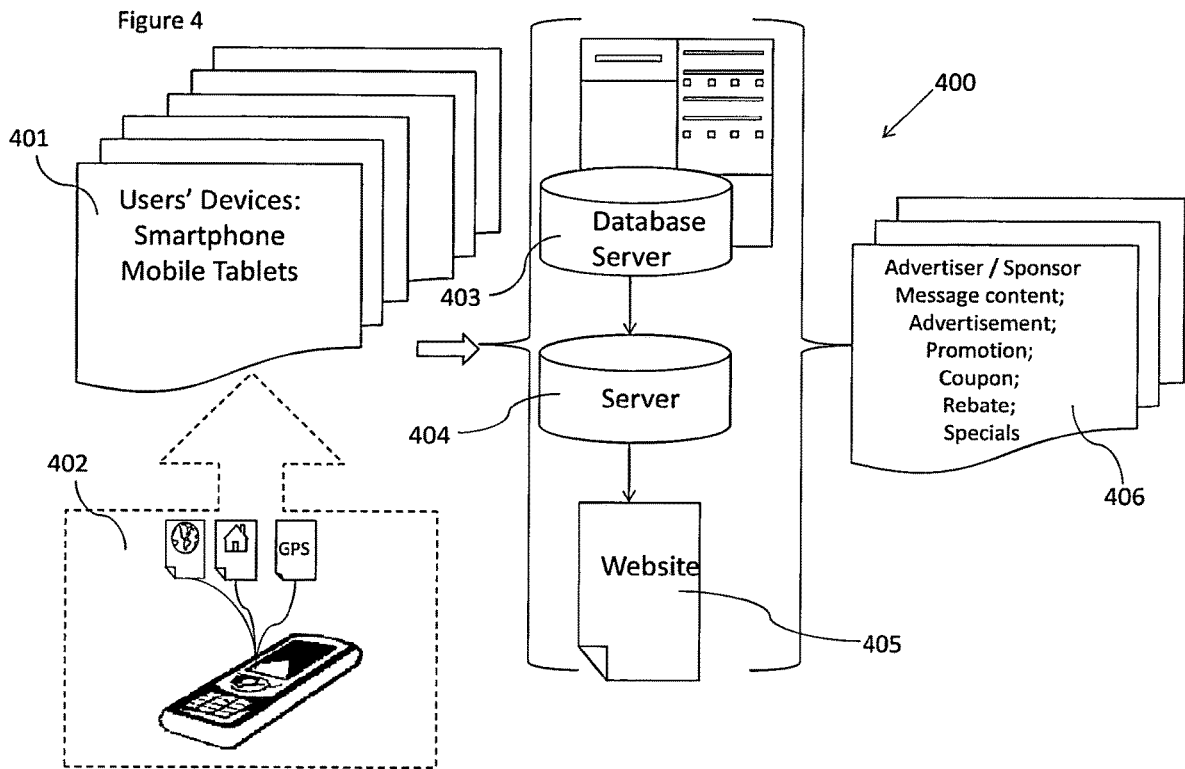 Figure 4
400
401
Users' Devices:
Smartphone
Mobile Tablets
Database
Server
403
Advertiser / Sponsor
Message content;
Advertisement;
Promotion;
Coupon;
Rebate;
Specials
Server
404
402
406
GPS
Website
405